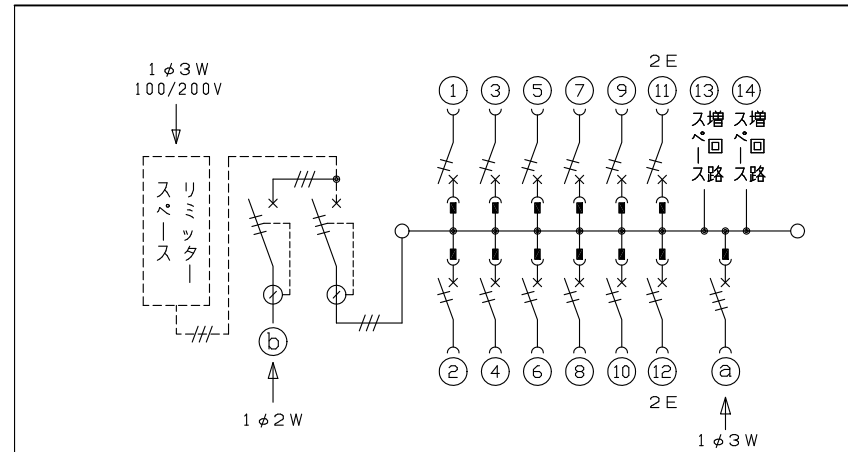 1φ3W
100/200V
リミッター
スペース
2E
① ③ ⑤ ⑦ ⑨ ⑪ ⑬ ⑭
増回路
スペース
増回路
スペース
② ④ ⑥ ⑧ ⑩ ⑫ ⓐ
2E
1φ3W
ⓑ
1φ2W